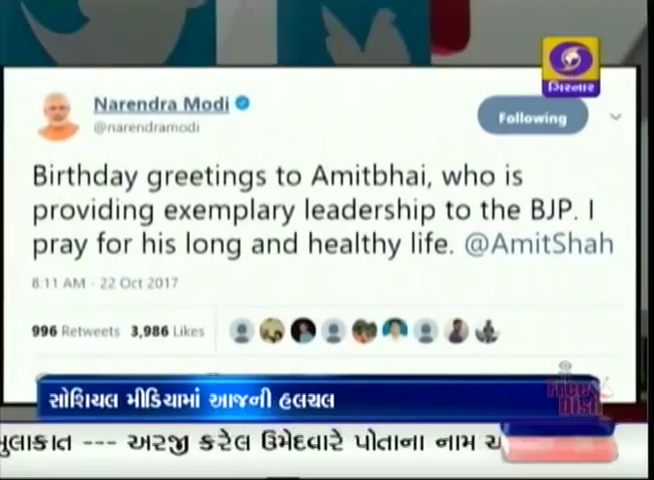 ગિરનાર
Narendra Modi
@narendramodi
Following
Birthday greetings to Amitbhai, who is
providing exemplary leadership to the BJP. I
pray for his long and healthy life. @AmitShah
8:11 AM - 22 Oct 2017
996 Retweets 3,986 Likes
સોશિયલ મીડિયામાં આજની હલચલ
Free
Dish
--- અરજી કરેલ ઉમેદવારે પોતાના નામ